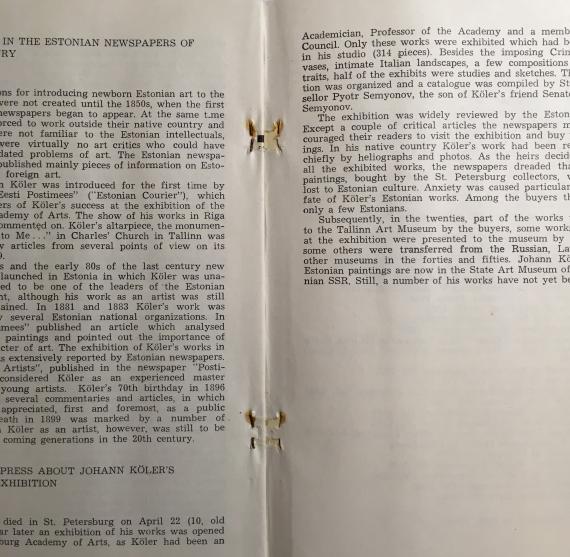 IN THE ESTONIAN NEWSPAPERS OF
RY
ons for introducing newborn Estonian art to the
were not created until the 1850s, when the first
newspapers began to appear. At the same t.me
orced to work outside their native country and
ere not familiar to the Estonian intellectuals,
were virtually no art critics who could have
dated problems of art. The Estonian newspa-
published mainly pieces of information on Esto-
foreign art.
n Köler was introduced for the first time by
Eesti Postimees" ("Estonian Courier"), which
ers of Köler's success at the exhibition of the
ademy of Arts. The show of his works in Riga
commented on. Köler's altarpiece, the monumen-
to Me . . ." in Charles' Church in Tallinn was
y articles from several points of view on its
9.
s and the early 80s of the last century new
launched in Estonia in which Köler was una-
ed to be one of the leaders of the Estonian
nt, although his work as an artist was still
ained. In 1881 and 1883 Köler's work was
y several Estonian national organizations. In
imees" published an article which analysed
paintings and pointed out the importance of
cter of art. The exhibition of Köler's works in
s extensively reported by Estonian newspapers.
Artists", published in the newspaper "Posti-
considered Köler as an experienced master
young artists. Köler's 70th birthday in 1896
several commentaries and articles, in which
appreciated, first and foremost, as a public
eath in 1899 was marked by a number of
Köler as an artist, however, was still to be
coming generations in the 20th century.
PRESS ABOUT JOHANN KÖLER'S
XHIBITION
died in St. Petersburg on April 22 (10, old
ar later an exhibition of his works was opened
burg Academy of Arts, as Köler had been an
Academician, Professor of the Academy and a memb
Council. Only these works were exhibited which had b
in his studio (314 pieces). Besides the imposing Crim
vases, intimate Italian landscapes, a few compositions
traits, half of the exhibits were studies and sketches. Th
tion was organized and a catalogue was compiled by St
sellor Pyotr Semyonov, the son of Köler's friend Senato
Semyonov.
The exhibition was widely reviewed by the Eston
Except a couple of critical articles the newspapers m
couraged their readers to visit the exhibition and buy
ings. In his native country Köler's work had been re
chiefly by heliographs and photos. As the heirs decid
all the exhibited works, the newspapers dreaded tha
paintings, bought by the St. Petersburg collectors, v
lost to Estonian culture. Anxiety was caused particular
fate of Köler's Estonian works. Among the buyers th
only a few Estonians.
Subsequently, in the twenties, part of the works
to the Tallinn Art Museum by the buyers, some work
at the exhibition were presented to the museum by
some others were transferred from the Russian, La
other museums in the forties and fifties. Johann Kö
Estonian paintings are now in the State Art Museum of
nian SSR, Still, a number of his works have not yet be